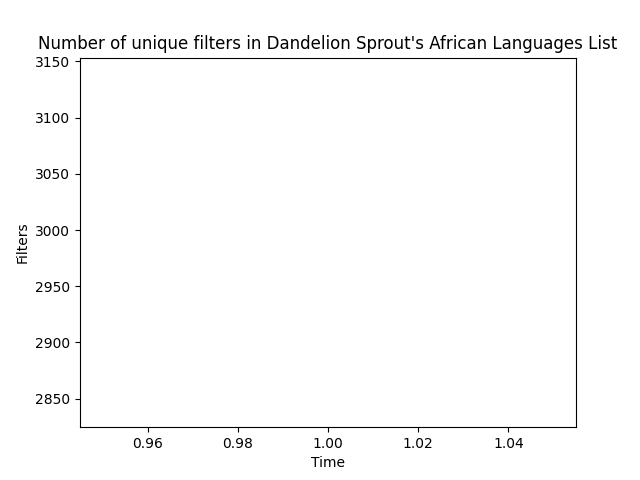 Number of unique filters in Dandelion Sprout's African Languages List
3150
3100
3050
3000
2950
2900
2850
Filters
0.96 0.98 1.00 1.02 1.04
Time